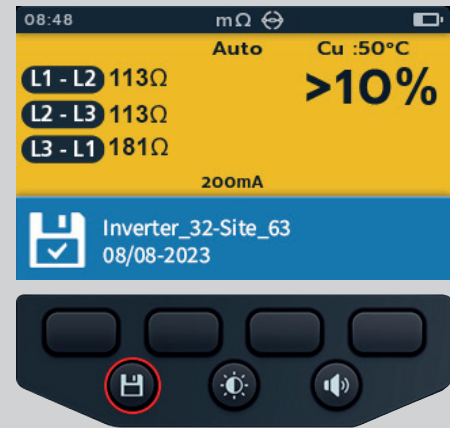 08:48 mΩ
Auto Cu :50°C
L1 - L2 113Ω >10%
L2 - L3 113Ω
L3 - L1 181Ω
200mA
Inverter_32-Site_63
08/08-2023